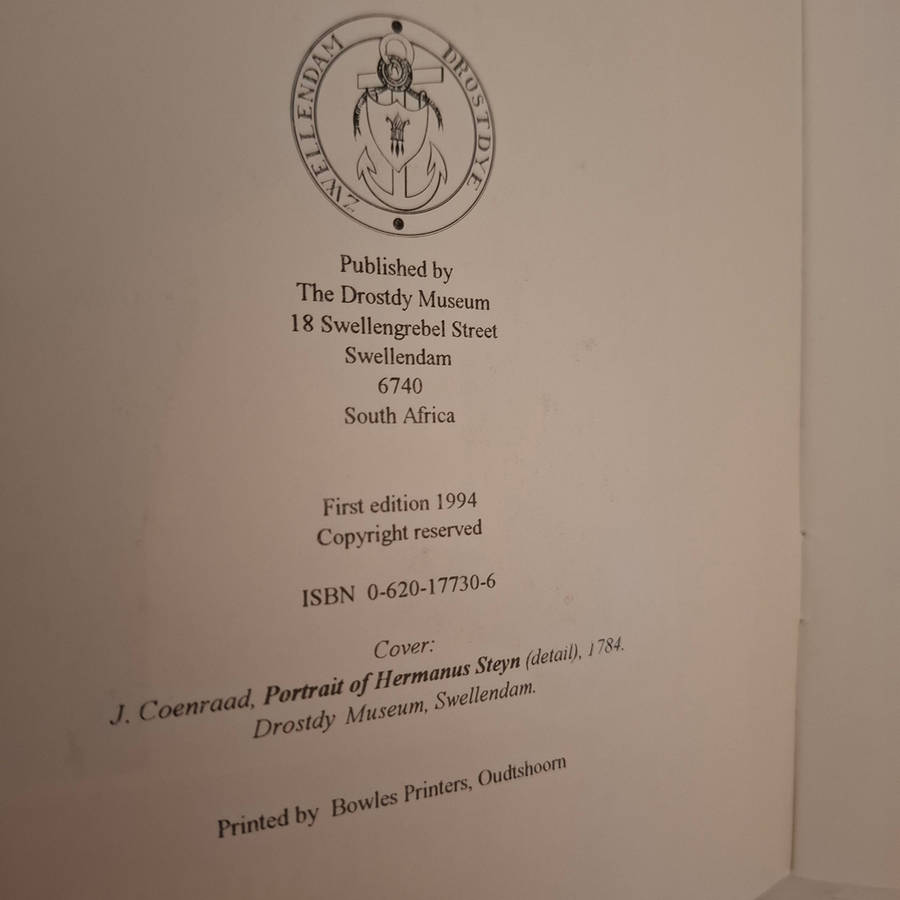 ZWELLENDAM DROSTDYE
Published by
The Drostdy Museum
18 Swellengrebel Street
Swellendam
6740
South Africa
First edition 1994
Copyright reserved
ISBN 0-620-17730-6
Cover:
J. Coenraad, Portrait of Hermanus Steyn (detail), 1784.
Drostdy Museum, Swellendam.
Printed by Bowles Printers, Oudtshoorn